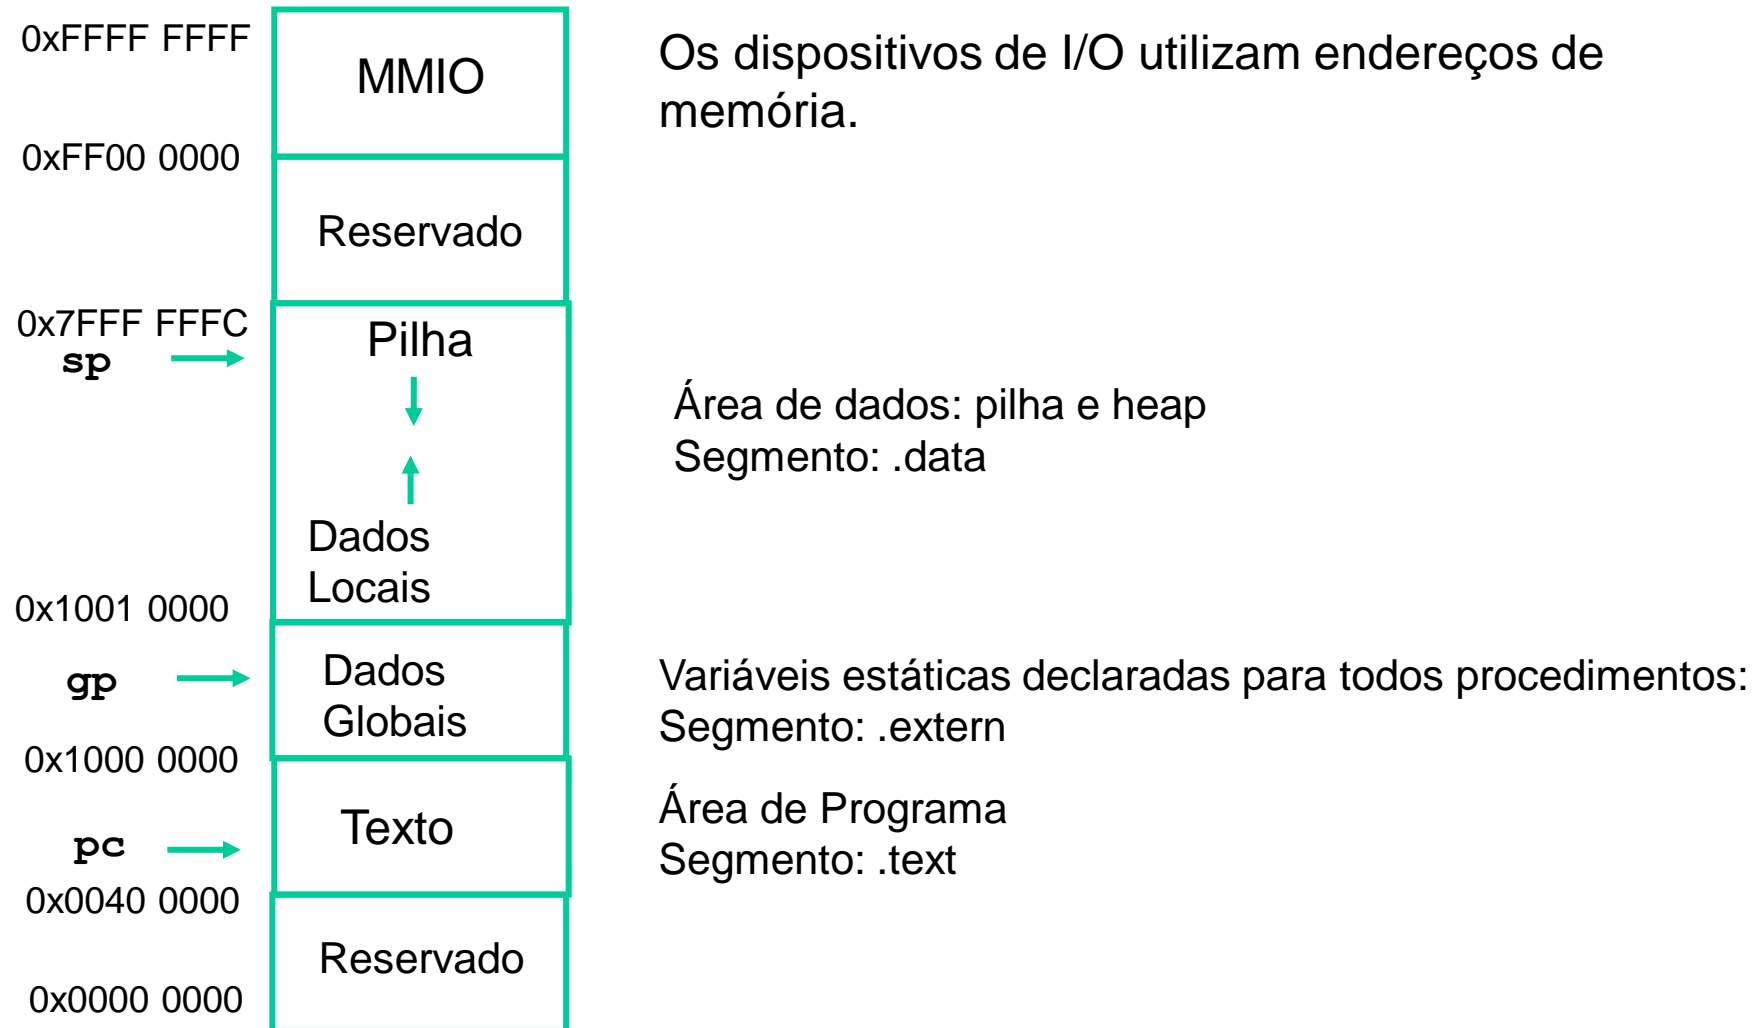 0xFFFF FFFF
MMIO
Os dispositivos de I/O utilizam endereços de
memória.
0xFF00 0000
Reservado
0x7FFF FFFC
sp
Pilha
Área de dados: pilha e heap
Segmento: .data
Dados
Locais
0x1001 0000
gp
Dados
Globais
Variáveis estáticas declaradas para todos procedimentos:
Segmento: .extern
0x1000 0000
pc
Texto
Área de Programa
Segmento: .text
0x0040 0000
Reservado
0x0000 0000